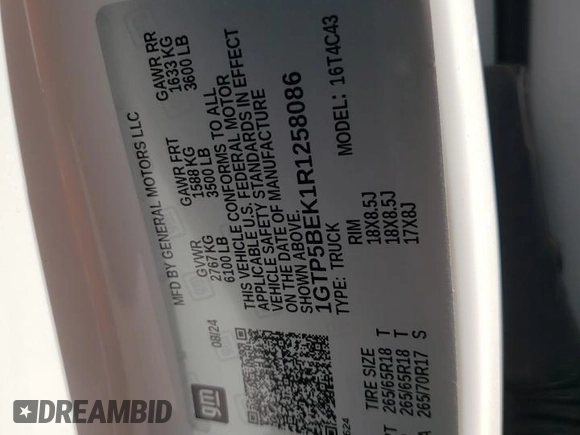 MFD BY GENERAL MOTORS LLC
08/24
GVWR GAWR FRT GAWR RR
2767 KG 1588 KG 1633 KG
6100 LB 3500 LB 3600 LB
THIS VEHICLE CONFORMS TO ALL
APPLICABLE U.S. FEDERAL MOTOR
VEHICLE SAFETY STANDARDS IN EFFECT
ON THE DATE OF MANUFACTURE
SHOWN ABOVE.
1GTP5BEK1R1258086
TYPE: TRUCK MODEL: 16T4C43
gm
TIRE SIZE RIM
265/65R18 T 18X8.5J
265/65R18 T 18X8.5J
265/70R17 S 17X8J
DREAMBID